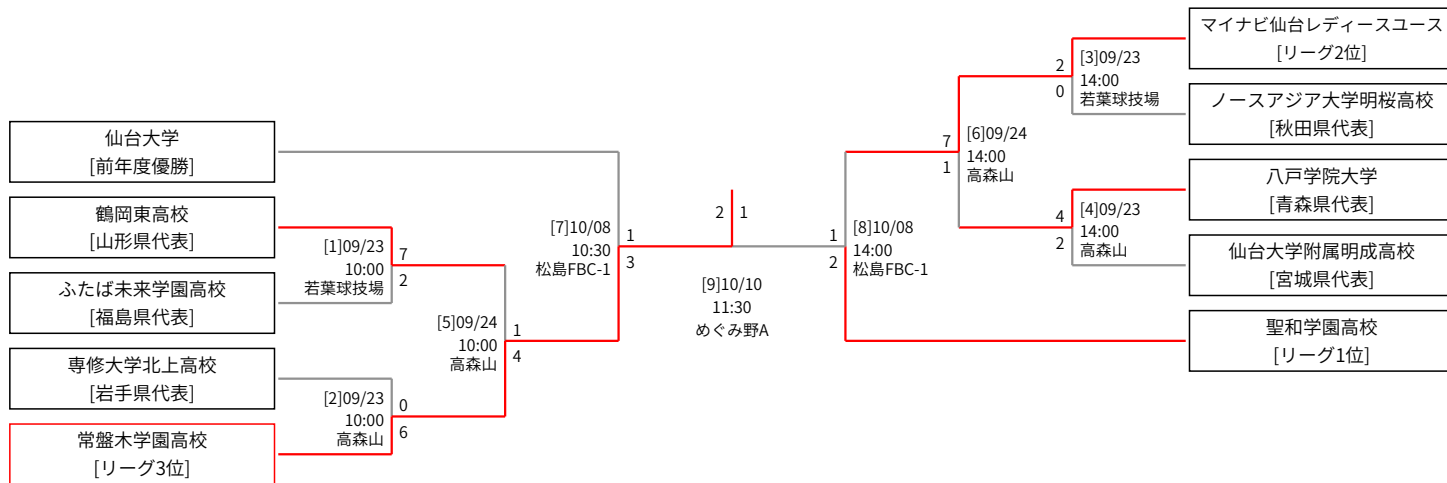 仙台大学
[前年度優勝]
鶴岡東高校
[山形県代表]
ふたば未来学園高校
[福島県代表]
専修大学北上高校
[岩手県代表]
常盤木学園高校
[リーグ3位]
[1]09/23
10:00
若葉球技場
7
2
[2]09/23
10:00
高森山
0
6
[5]09/24
10:00
高森山
1
4
[7]10/08
10:30
松島FBC-1
1
3
2
1
[9]10/10
11:30
めぐみ野A
1
2
[8]10/08
14:00
松島FBC-1
7
1
[6]09/24
14:00
高森山
2
0
[3]09/23
14:00
若葉球技場
4
2
[4]09/23
14:00
高森山
マイナビ仙台レディースユース
[リーグ2位]
ノースアジア大学明桜高校
[秋田県代表]
八戸学院大学
[青森県代表]
仙台大学附属明成高校
[宮城県代表]
聖和学園高校
[リーグ1位]